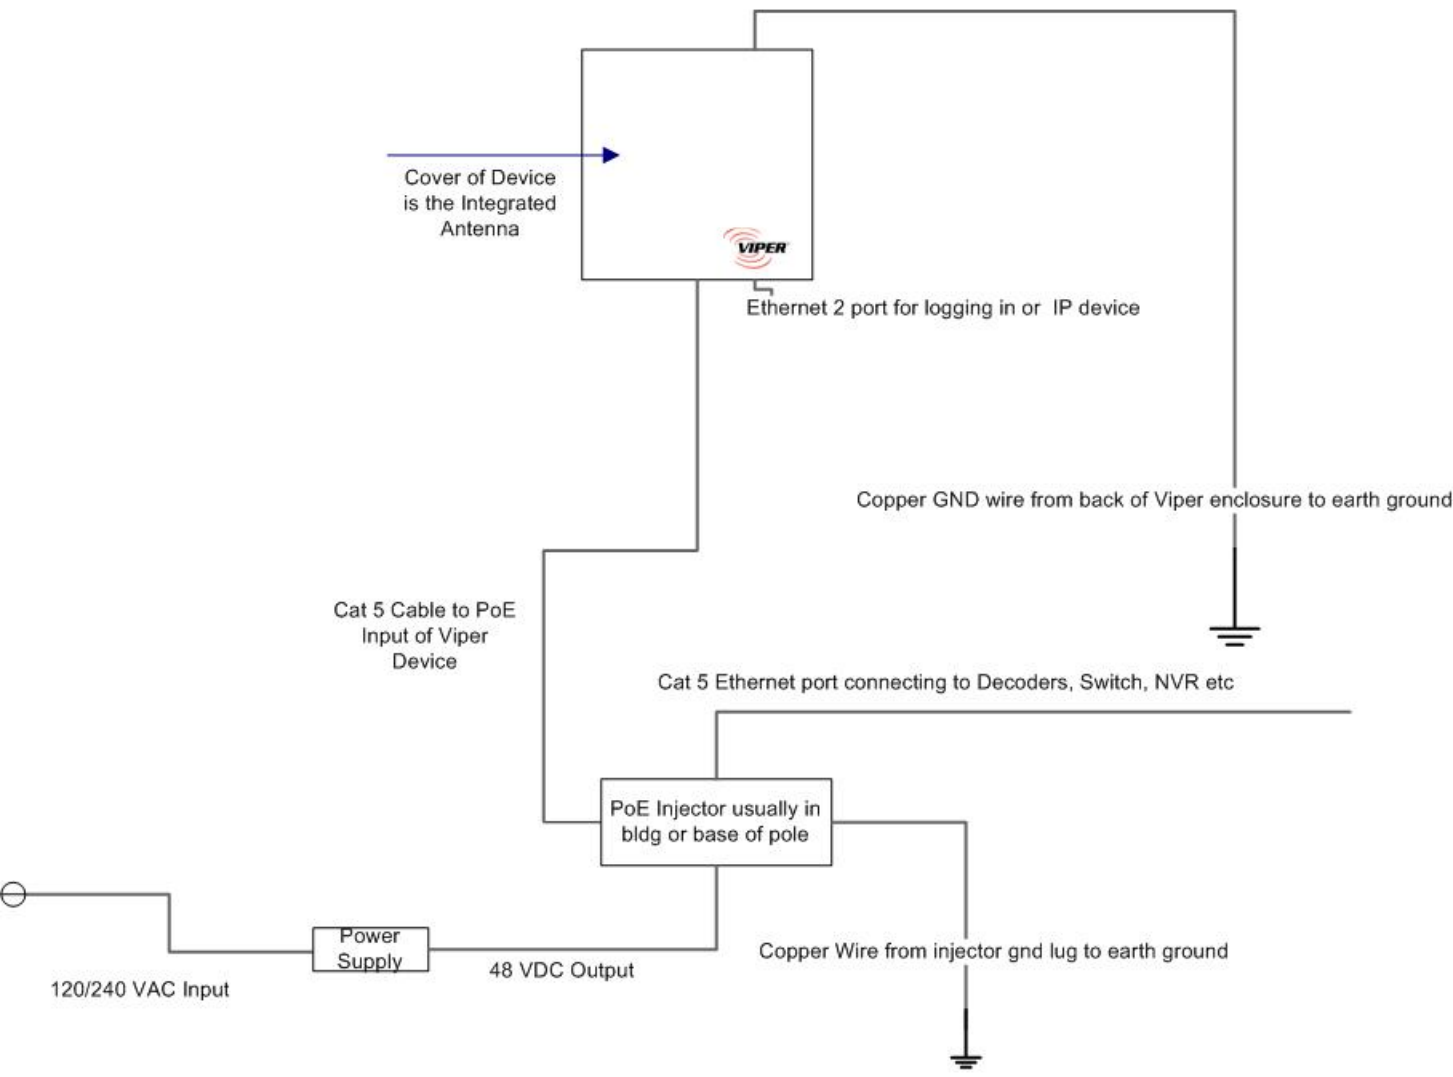 Cover of Device
is the Integrated
Antenna
VIPER
Ethernet 2 port for logging in or  IP device
Copper GND wire from back of Viper enclosure to earth ground
Cat 5 Cable to PoE
Input of Viper
Device
Cat 5 Ethernet port connecting to Decoders, Switch, NVR etc
PoE Injector usually in
bldg or base of pole
Power
Supply
Copper Wire from injector gnd lug to earth ground
48 VDC Output
120/240 VAC Input